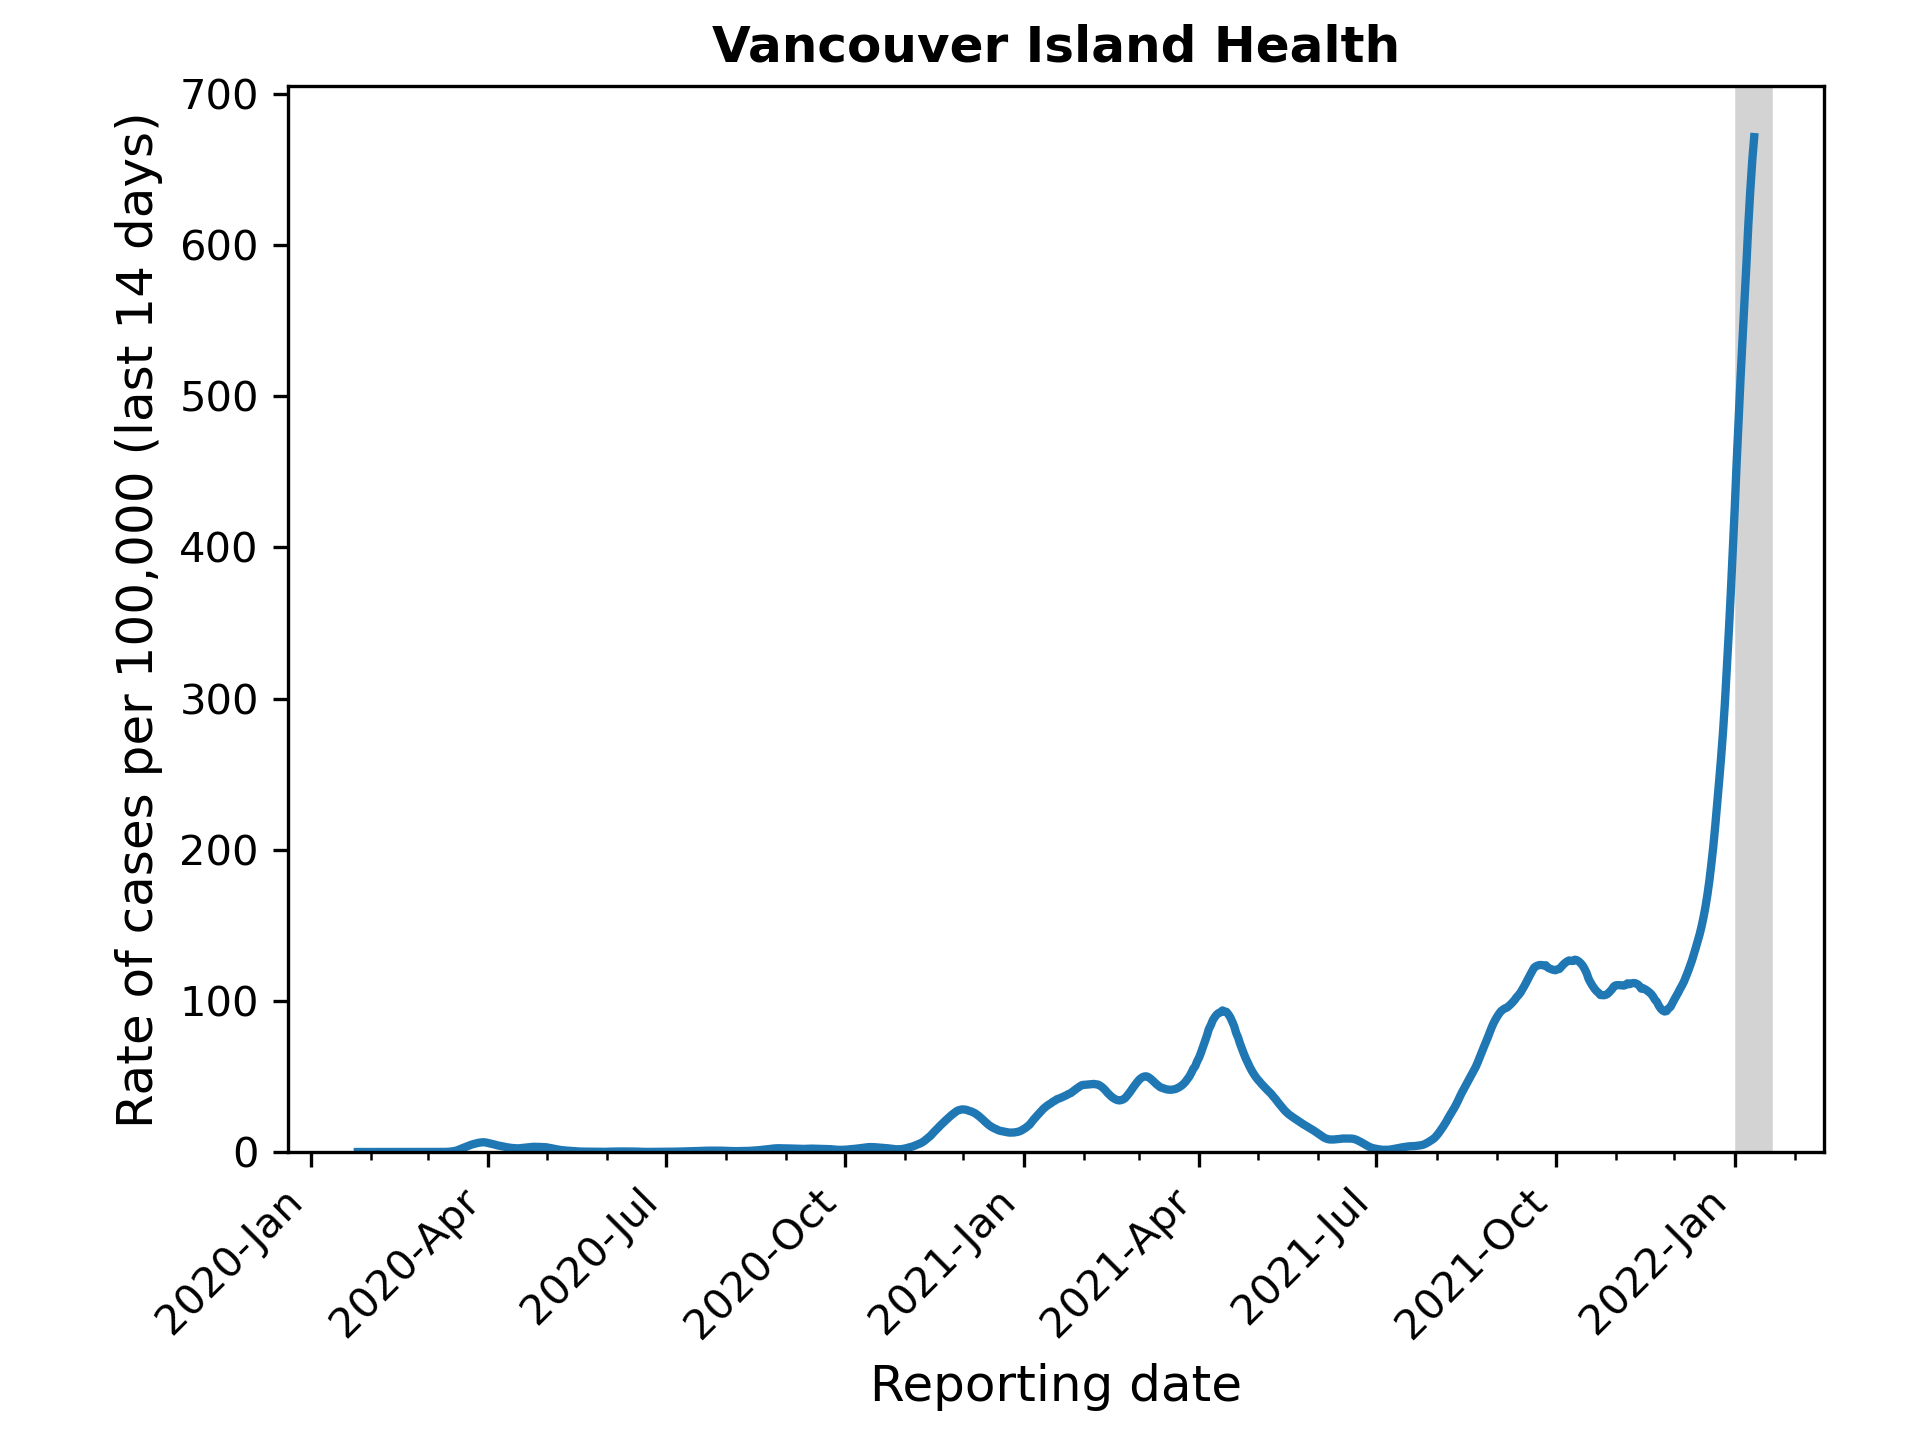 Vancouver Island Health
Rate of cases per 100,000 (last 14 days)
700
600
500
400
300
200
100
0
2020-Jan
2020-Apr
2020-Jul
2020-Oct
2021-Jan
2021-Apr
2021-Jul
2021-Oct
2022-Jan
Reporting date